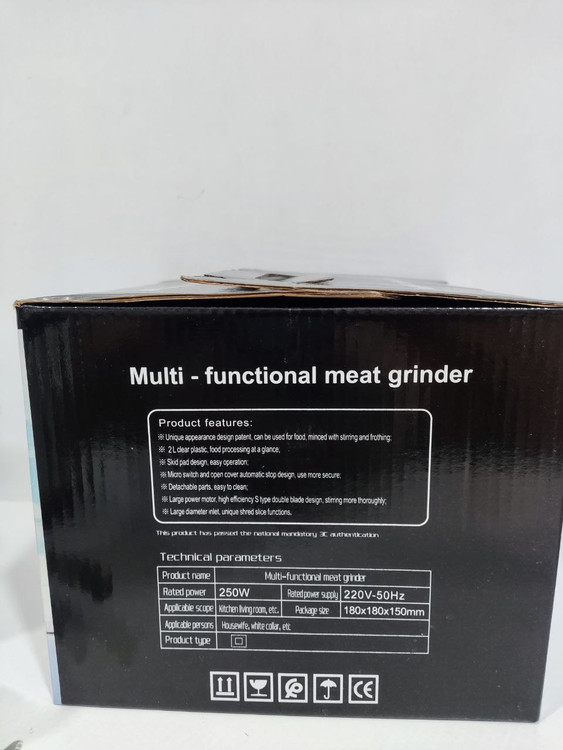 Multi - functional meat grinder
Product features:
※ Unique appearance design patent, can be used for food, minced with stirring and frothing;
※ 2L clear plastic, food processing at a glance;
※ Skid pad design, easy operation;
※ Micro switch and open cover automatic stop design, use more secure;
※ Detachable parts, easy to clean;
※ Large power motor, high efficiency S type double blade design, stirring more thoroughly;
※ Large diameter inlet, unique shred slice functions.
This product has passed the national mandatory 3C authentication
Technical parameters
Product name Multi-functional meat grinder
Rated power 250W Rated power supply 220V-50Hz
Applicable scope Kitchen living room, etc. Package size 180x180x150mm
Applicable persons Housewife, white collar, etc
Product type
CE